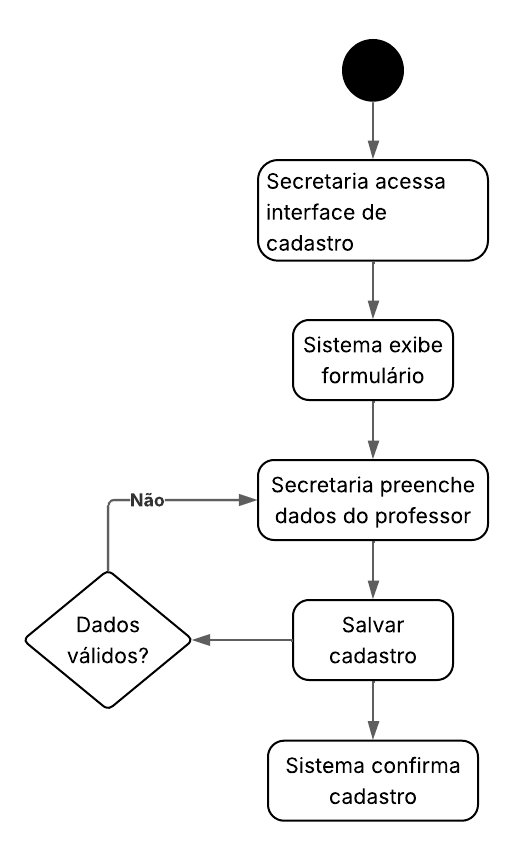 Secretaria acessa
interface de
cadastro
Sistema exibe
formulário
Secretaria preenche
dados do professor
Não
Dados
válidos?
Salvar
cadastro
Sistema confirma
cadastro